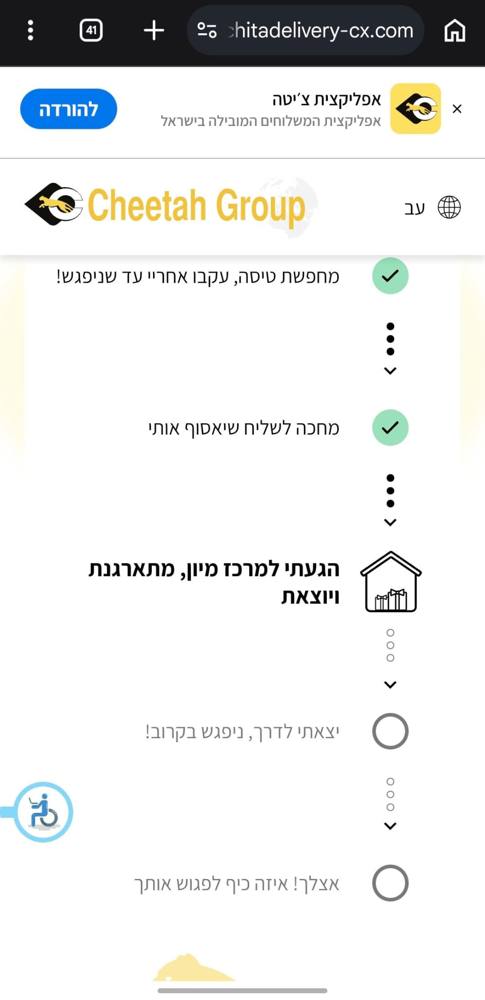 41
chitadelivery-cx.com
אפליקצית צ׳יטה
אפליקצית המשלוחים המובילה בישראל
להורדה
Cheetah Group
עב
מחפשת טיסה, עקבו אחריי עד שניפגש!
מחכה לשליח שיאסוף אותי
הגעתי למרכז מיון, מתארגנת
ויוצאת
יצאתי לדרך, ניפגש בקרוב!
אצלך! איזה כיף לפגוש אותך